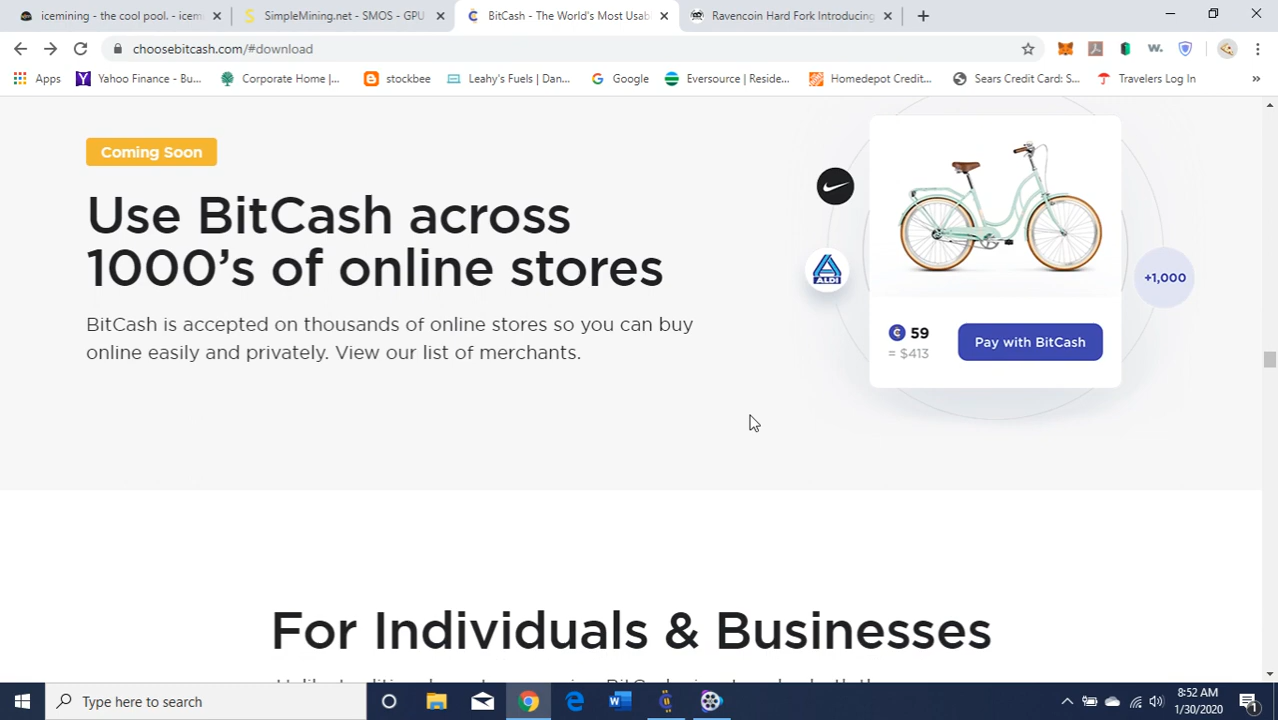 icemining - the cool pool. - icem
SimpleMining.net - SMOS - GPU
BitCash - The World's Most Usab
Ravencoin Hard Fork Introducing
choosebitcash.com/#download
Apps
Yahoo Finance - Bu...
Corporate Home |...
stockbee
Leahy's Fuels | Dan...
Google
Eversource | Reside...
Homedepot Credit...
Sears Credit Card: S...
Travelers Log In
Coming Soon
Use BitCash across
1000's of online stores
BitCash is accepted on thousands of online stores so you can buy
online easily and privately. View our list of merchants.
ALDI
+1,000
59
= $413
Pay with BitCash
For Individuals & Businesses
Type here to search
8:52 AM
1/30/2020